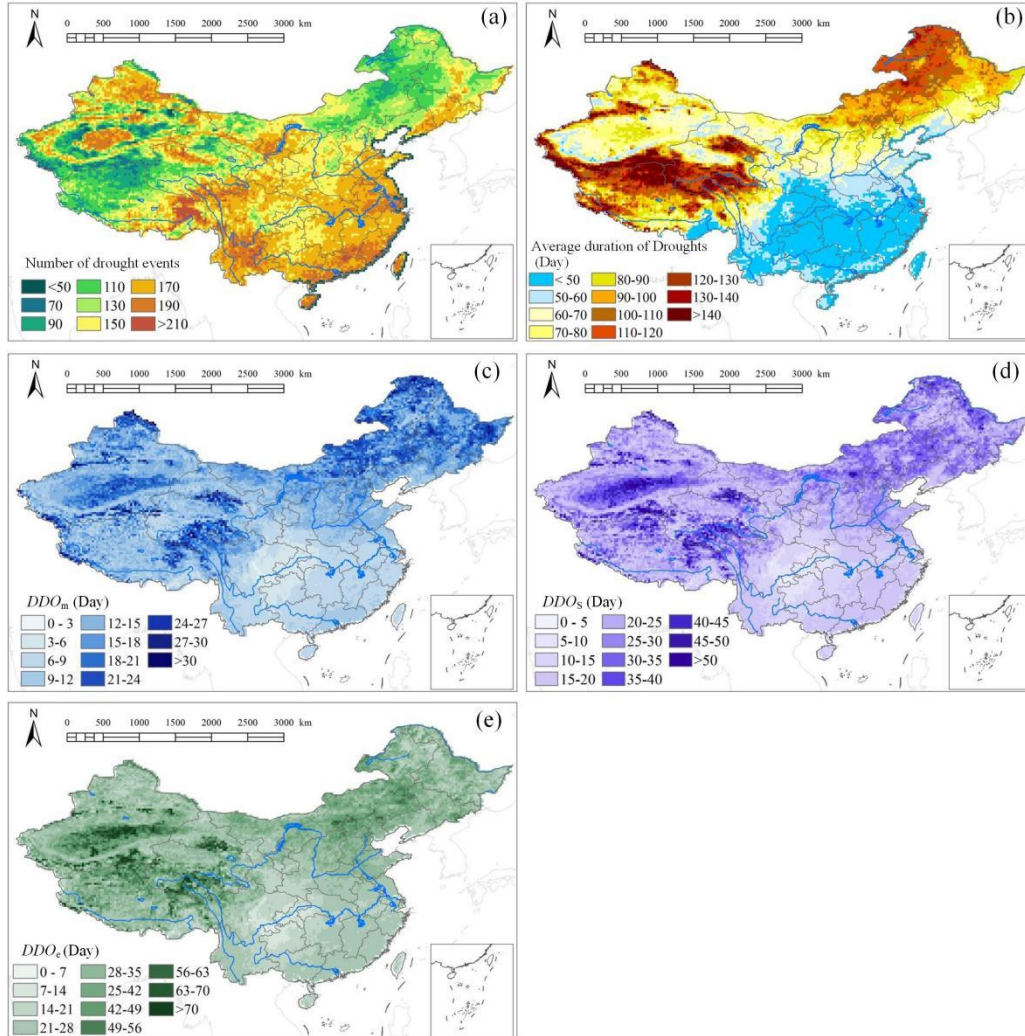 N
0 500 1000 1500 2000 3000 km
(a)
Number of drought events
<50 110 170
70 130 190
90 150 >210
N
0 500 1000 1500 2000 3000 km
(b)
Average duration of Droughts
(Day)
< 50 80-90 120-130
50-60 90-100 130-140
60-70 100-110 >140
70-80 110-120
N
0 500 1000 1500 2000 3000 km
(c)
DDOm (Day)
0 - 3 12-15 24-27
3-6 15-18 27-30
6-9 18-21 >30
9-12 21-24
N
0 500 1000 1500 2000 3000 km
(d)
DDOS (Day)
0 - 5 20-25 40-45
5-10 25-30 45-50
10-15 30-35 >50
15-20 35-40
N
0 500 1000 1500 2000 3000 km
(e)
DDOe (Day)
0 - 7 28-35 56-63
7-14 25-42 63-70
14-21 42-49 >70
21-28 49-56